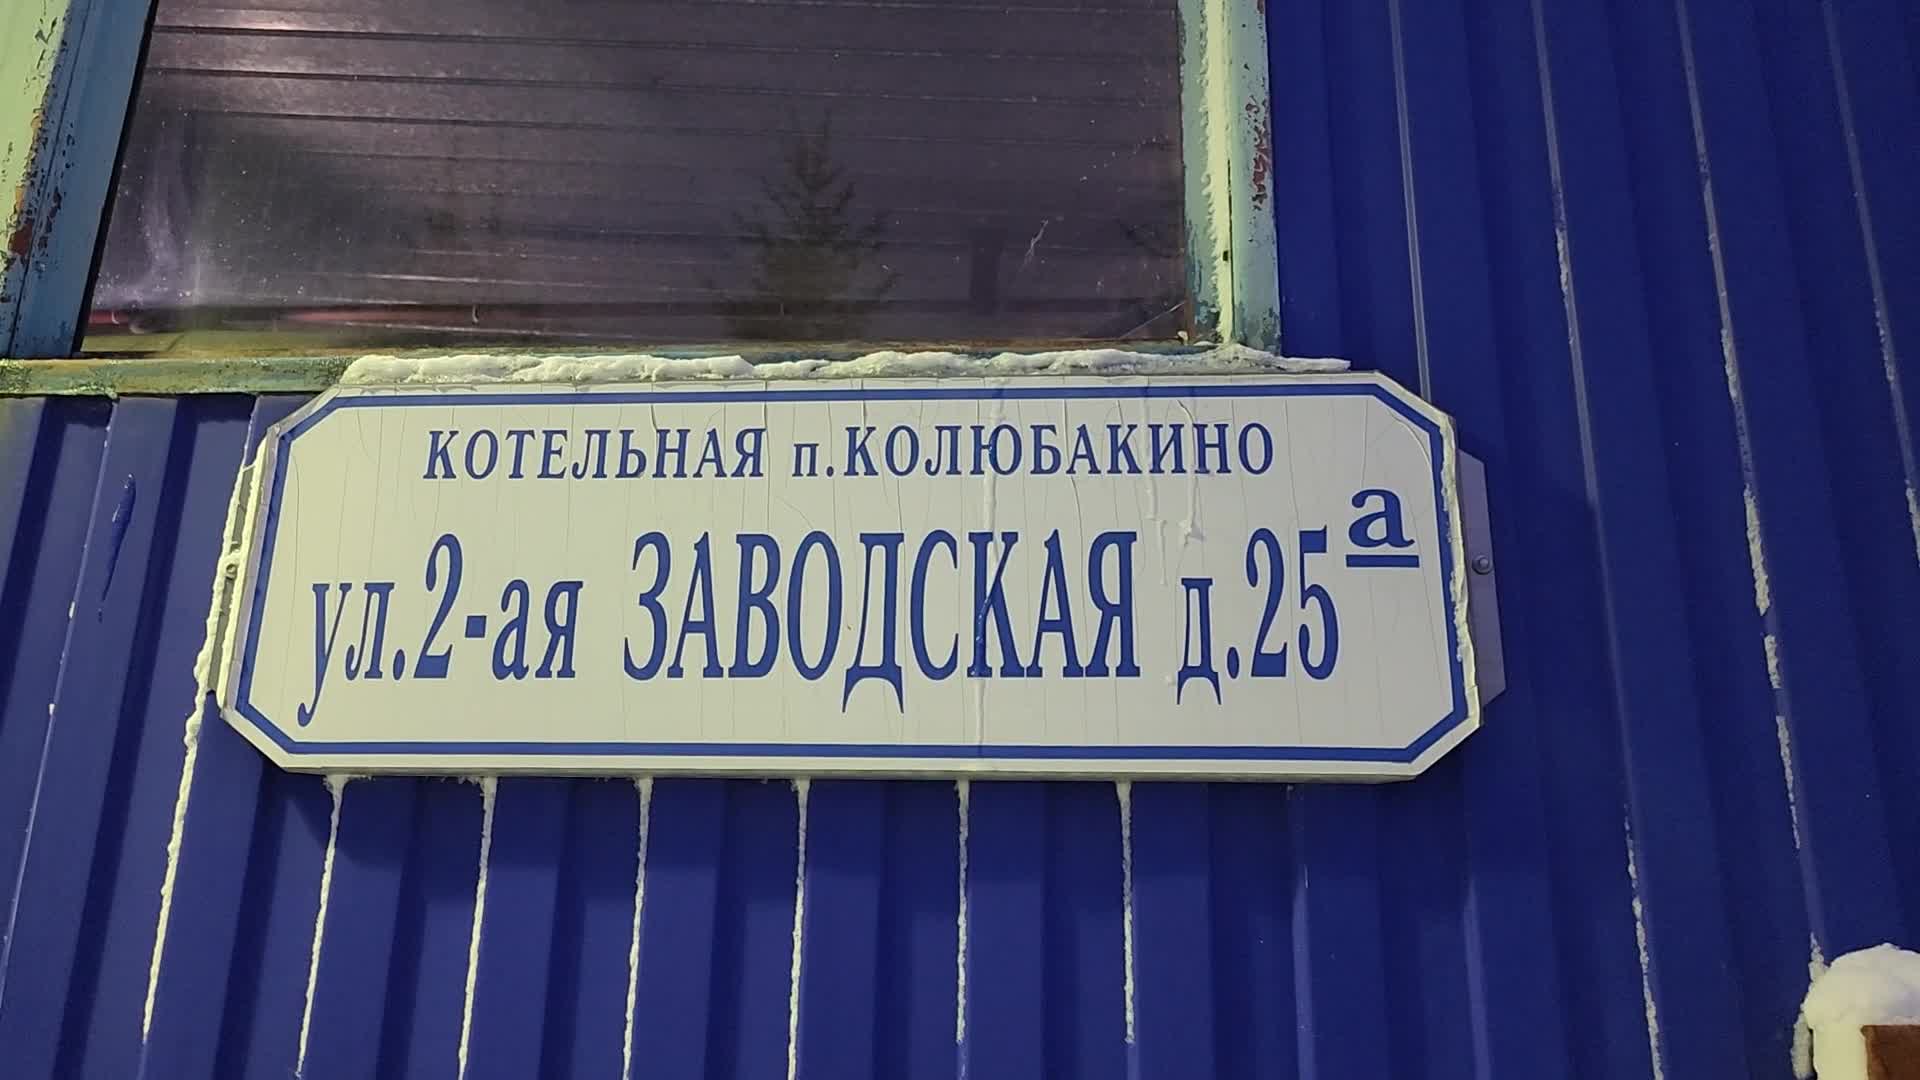 КОТЕЛЬНАЯ п.КОЛЮБАКИНО
ул.2-ая ЗАВОДСКАЯ д.25а